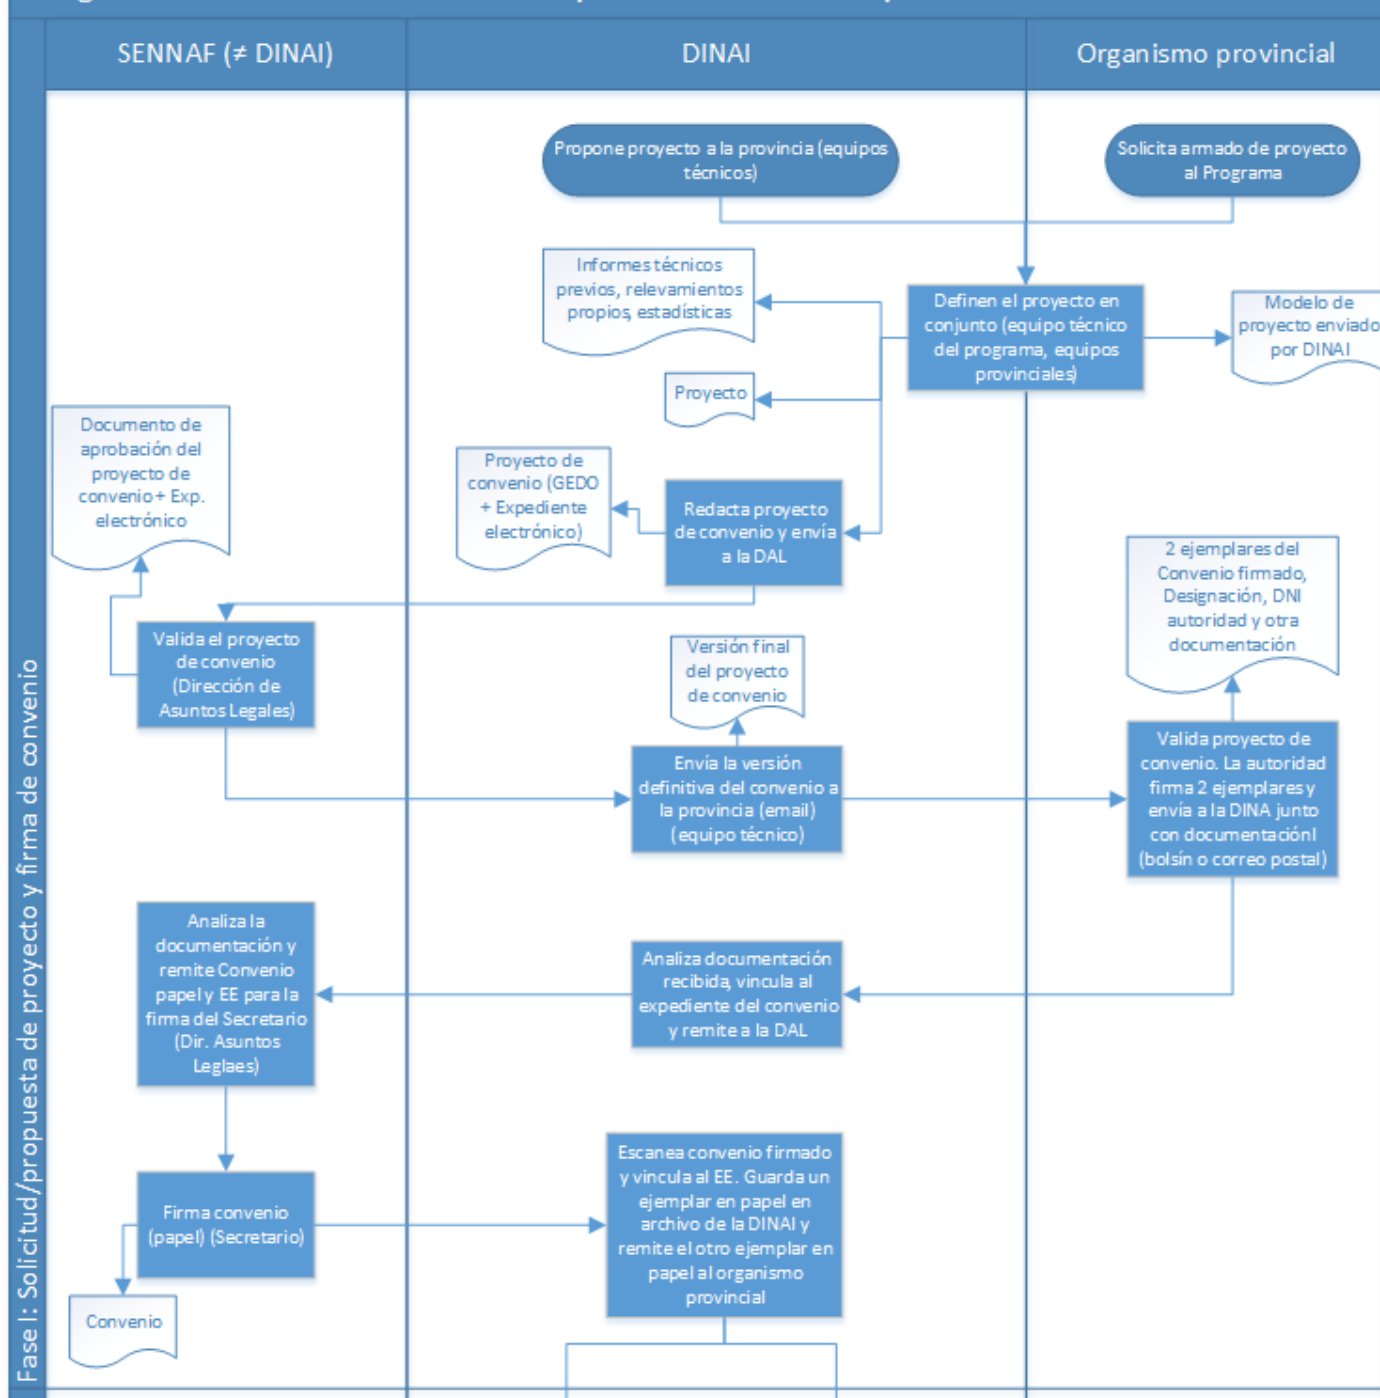 SENNAF (≠ DINAI)
DINAI
Organismo provincial
Propone proyecto a la provincia (equipos
técnicos)
Solicita armado de proyecto
al Programa
Informes técnicos
previos, relevamientos
propios, estadísticas
Definen el proyecto en
conjunto (equipo técnico
del programa, equipos
provinciales)
Modelo de
proyecto enviado
por DINAI
Proyecto
Documento de
aprobación del
proyecto de
convenio + Exp.
electrónico
Proyecto de
convenio (GEDO
+ Expediente
electrónico)
Redacta proyecto
de convenio y envía
a la DAL
2 ejemplares del
Convenio firmado,
Designación, DNI
autoridad y otra
documentación
Valida el proyecto
de convenio
(Dirección de
Asuntos Legales)
Versión final
del proyecto
de convenio
Envía la versión
definitiva del convenio a
la provincia (email)
(equipo técnico)
Valida proyecto de
convenio. La autoridad
firma 2 ejemplares y
envía a la DINA junto
con documentaciónI
(bolsín o correo postal)
Analiza la
documentación y
remite Convenio
papel y EE para la
firma del Secretario
(Dir. Asuntos
Leglaes)
Analiza documentación
recibida, vincula al
expediente del convenio
y remite a la DAL
Firma convenio
(papel) (Secretario)
Escanea convenio firmado
y vincula al EE. Guarda un
ejemplar en papel en
archivo de la DINAI y
remite el otro ejemplar en
papel al organismo
provincial
Convenio
Fase I: Solicitud/propuesta de proyecto y firma de convenio